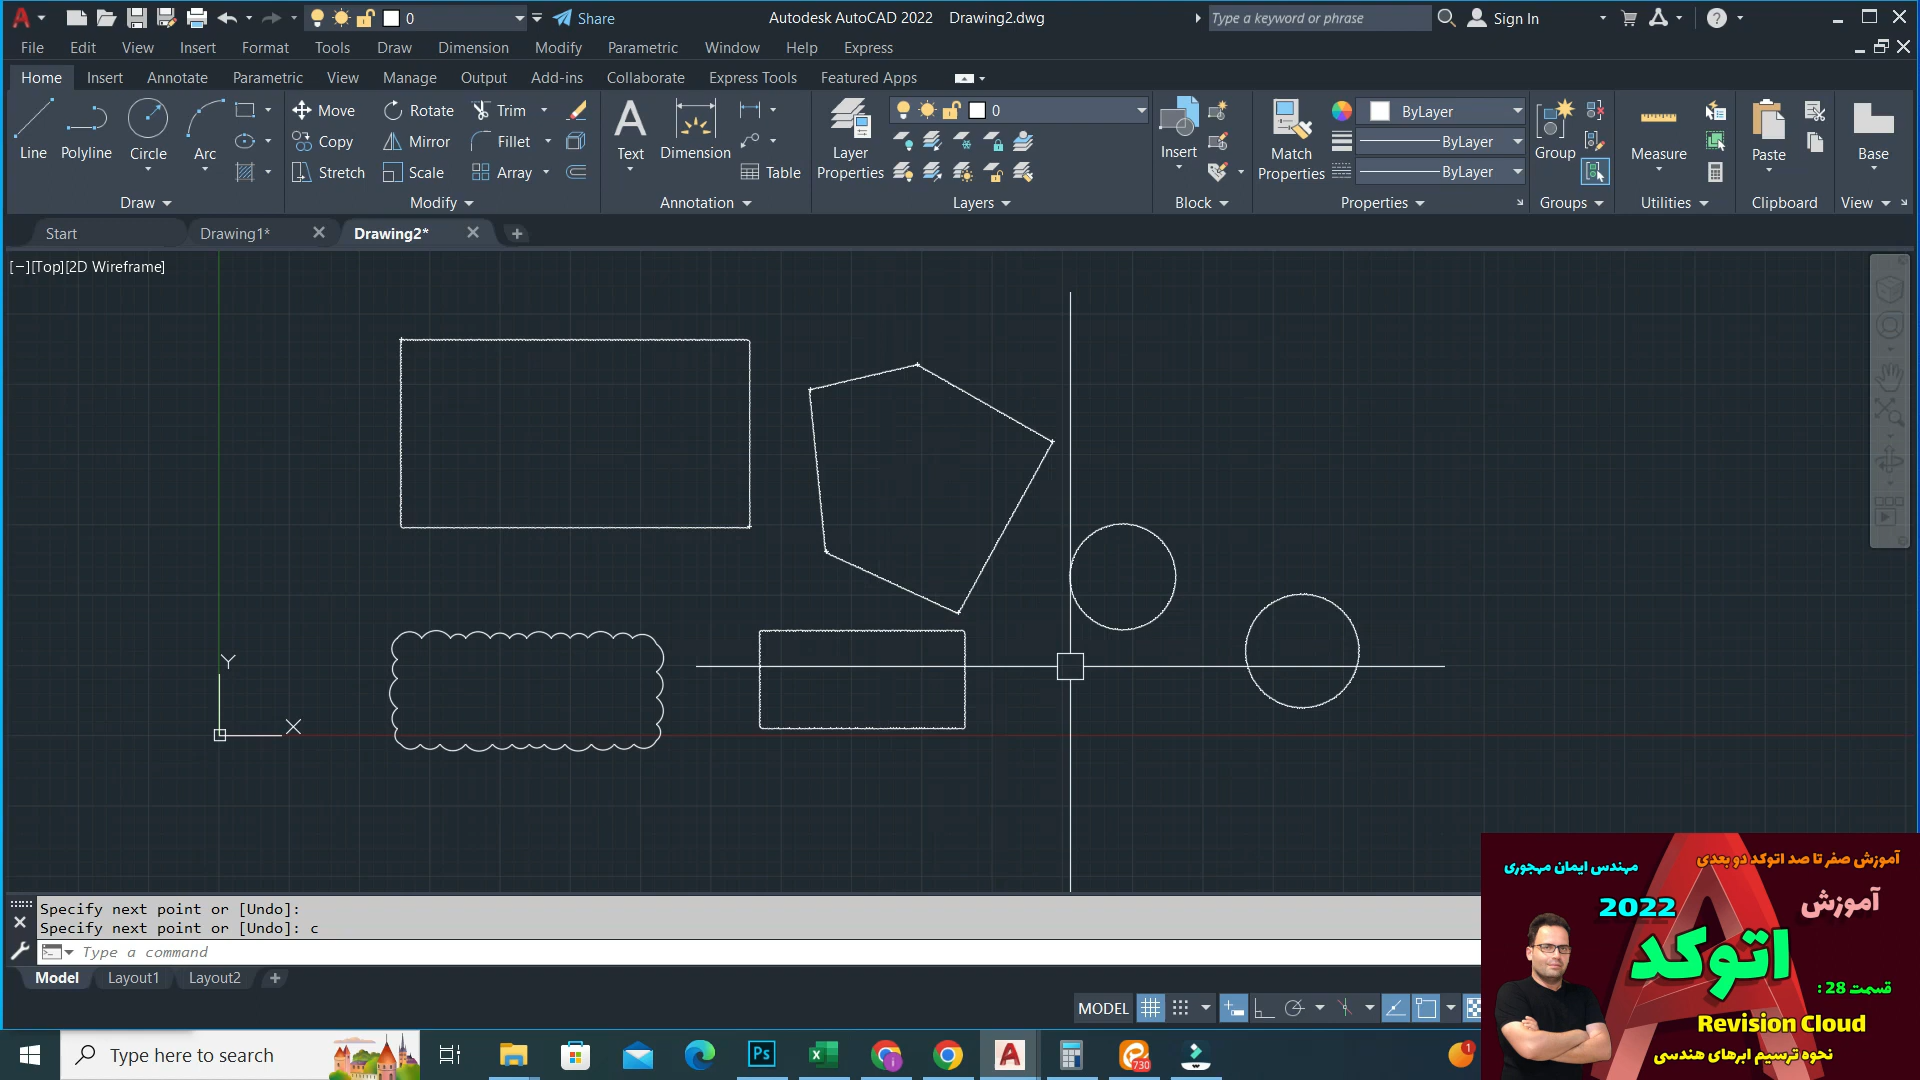 0
Share
Autodesk AutoCAD 2022 Drawing2.dwg
Type a keyword or phrase
Sign In
File Edit View Insert Format Tools Draw Dimension Modify Parametric Window Help Express
Home Insert Annotate Parametric View Manage Output Add-ins Collaborate Express Tools Featured Apps
Line Polyline Circle Arc
Move Rotate Trim
Copy Mirror Fillet
Stretch Scale Array
Text Dimension Table
Layer Properties
0
Insert
Match Properties
ByLayer
ByLayer
ByLayer
Group
Measure
Paste
Base
Draw Modify Annotation Layers Block Properties Groups Utilities Clipboard View
Start Drawing1* Drawing2*
[−][Top][2D Wireframe]
Y
X
Specify next point or [Undo]:
Specify next point or [Undo]: c
Type a command
Model Layout1 Layout2
MODEL
آموزش صفر تا صد اتوکد دو بعدی
مهندس ایمان مهجوری
آموزش
2022
اتوکد
قسمت 28 :
Revision Cloud
نحوه ترسیم ابرهای هندسی
Type here to search
Ps
730
1